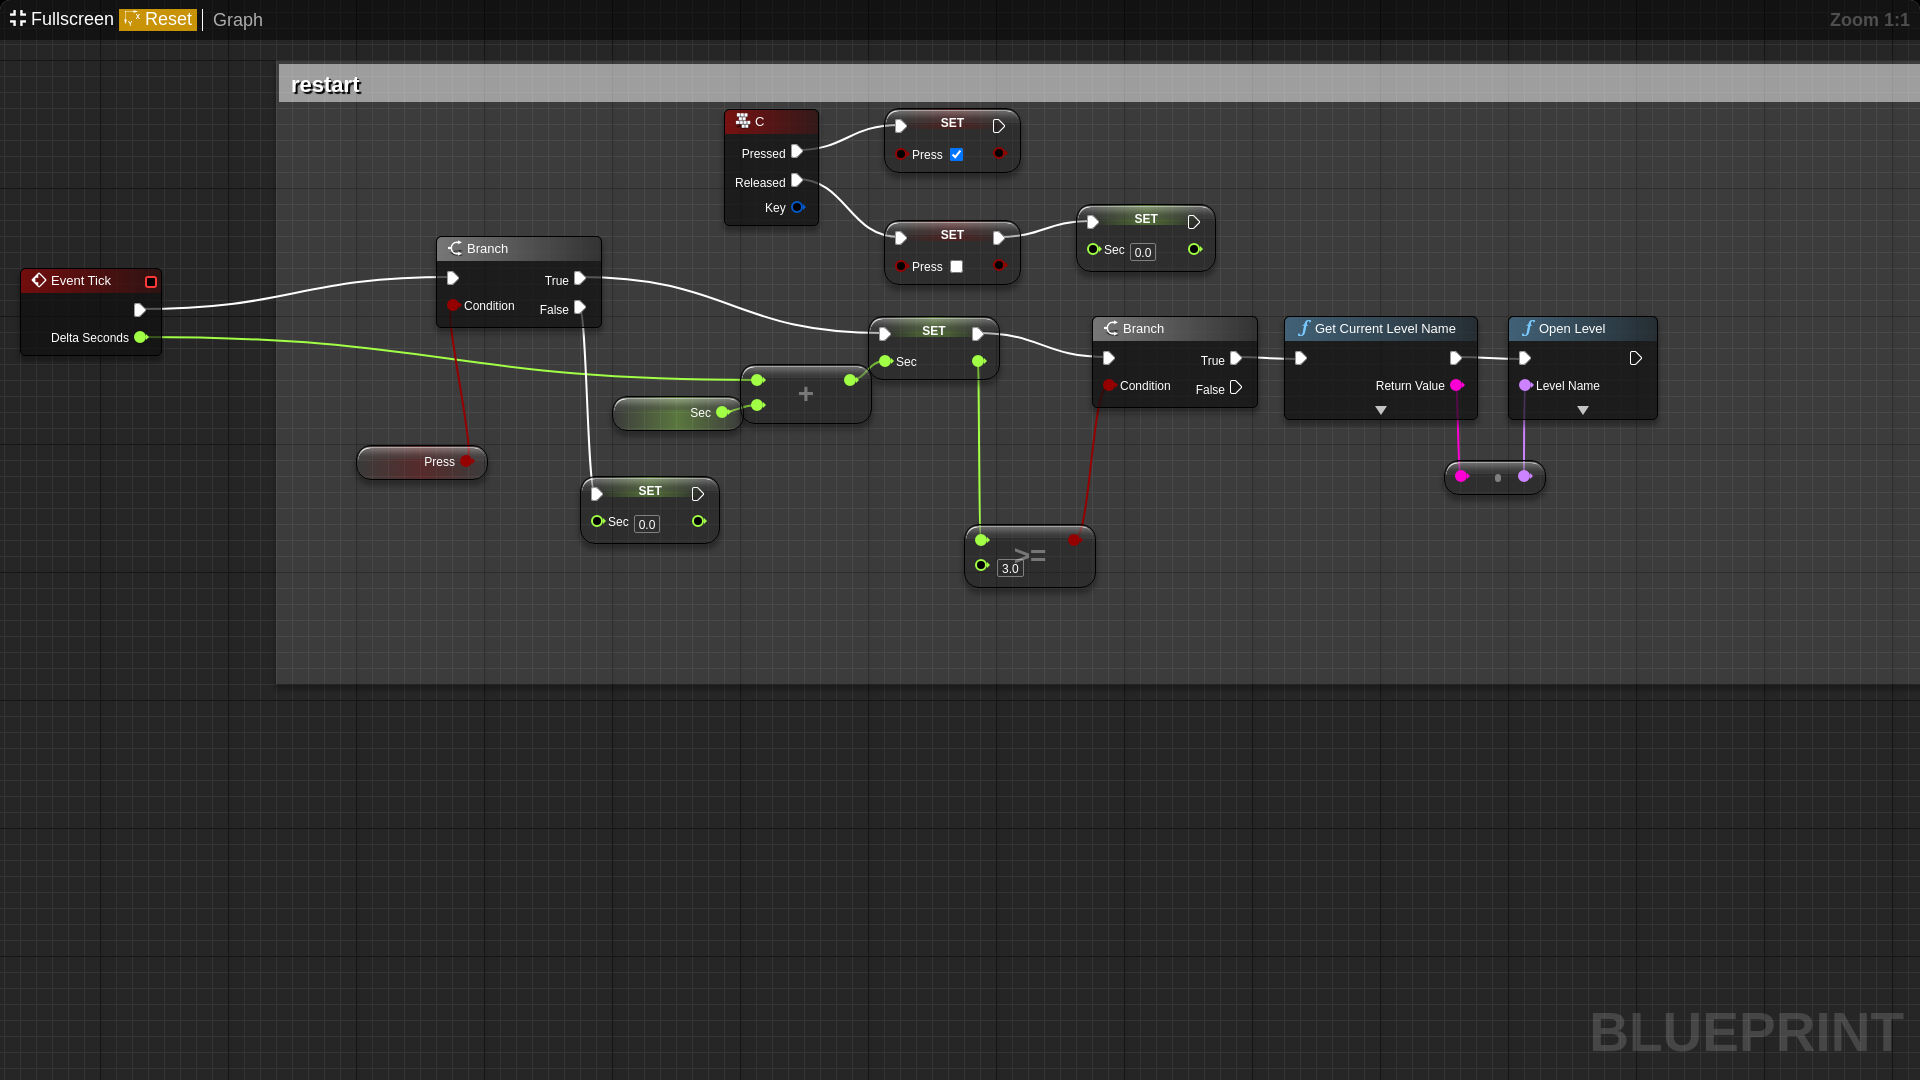 Fullscreen Reset Graph Zoom 1:1
restart
C
Pressed
Released
Key
SET
Press
SET
Press
SET
Sec 0.0
Event Tick
Delta Seconds
Branch
True
Condition
False
Press
SET
Sec 0.0
Sec
+
SET
Sec
>=
3.0
Branch
True
Condition
False
f Get Current Level Name
Return Value
f Open Level
Level Name
BLUEPRINT